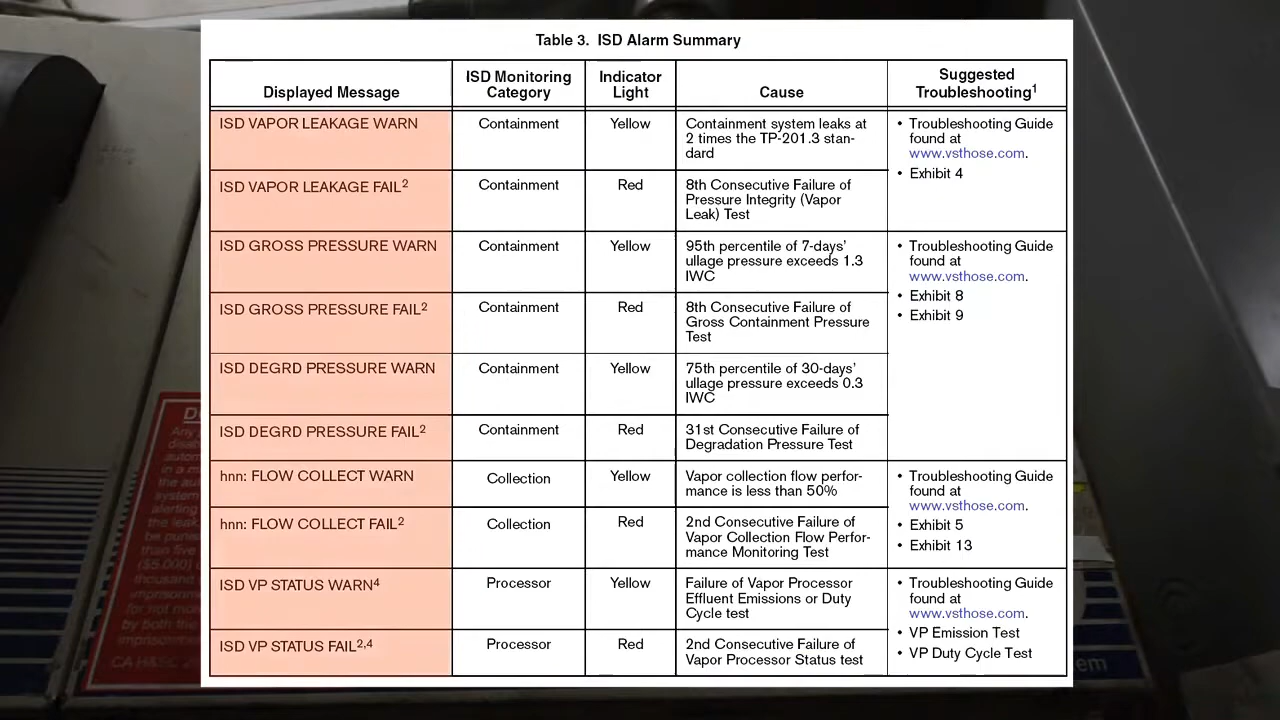 Table 3. ISD Alarm Summary
Displayed Message
ISD Monitoring
Category
Indicator
Light
Cause
Suggested
Troubleshooting1
ISD VAPOR LEAKAGE WARN
Containment
Yellow
Containment system leaks at
2 times the TP-201.3 stan-
dard
• Troubleshooting Guide
found at
www.vsthose.com.
• Exhibit 4
ISD VAPOR LEAKAGE FAIL2
Containment
Red
8th Consecutive Failure of
Pressure Integrity (Vapor
Leak) Test
ISD GROSS PRESSURE WARN
Containment
Yellow
95th percentile of 7-days’
ullage pressure exceeds 1.3
IWC
• Troubleshooting Guide
found at
www.vsthose.com.
• Exhibit 8
• Exhibit 9
ISD GROSS PRESSURE FAIL2
Containment
Red
8th Consecutive Failure of
Gross Containment Pressure
Test
ISD DEGRD PRESSURE WARN
Containment
Yellow
75th percentile of 30-days’
ullage pressure exceeds 0.3
IWC
ISD DEGRD PRESSURE FAIL2
Containment
Red
31st Consecutive Failure of
Degradation Pressure Test
hnn: FLOW COLLECT WARN
Collection
Yellow
Vapor collection flow perfor-
mance is less than 50%
• Troubleshooting Guide
found at
www.vsthose.com.
• Exhibit 5
• Exhibit 13
hnn: FLOW COLLECT FAIL2
Collection
Red
2nd Consecutive Failure of
Vapor Collection Flow Perfor-
mance Monitoring Test
ISD VP STATUS WARN4
Processor
Yellow
Failure of Vapor Processor
Effluent Emissions or Duty
Cycle test
• Troubleshooting Guide
found at
www.vsthose.com.
• VP Emission Test
• VP Duty Cycle Test
ISD VP STATUS FAIL2,4
Processor
Red
2nd Consecutive Failure of
Vapor Processor Status test